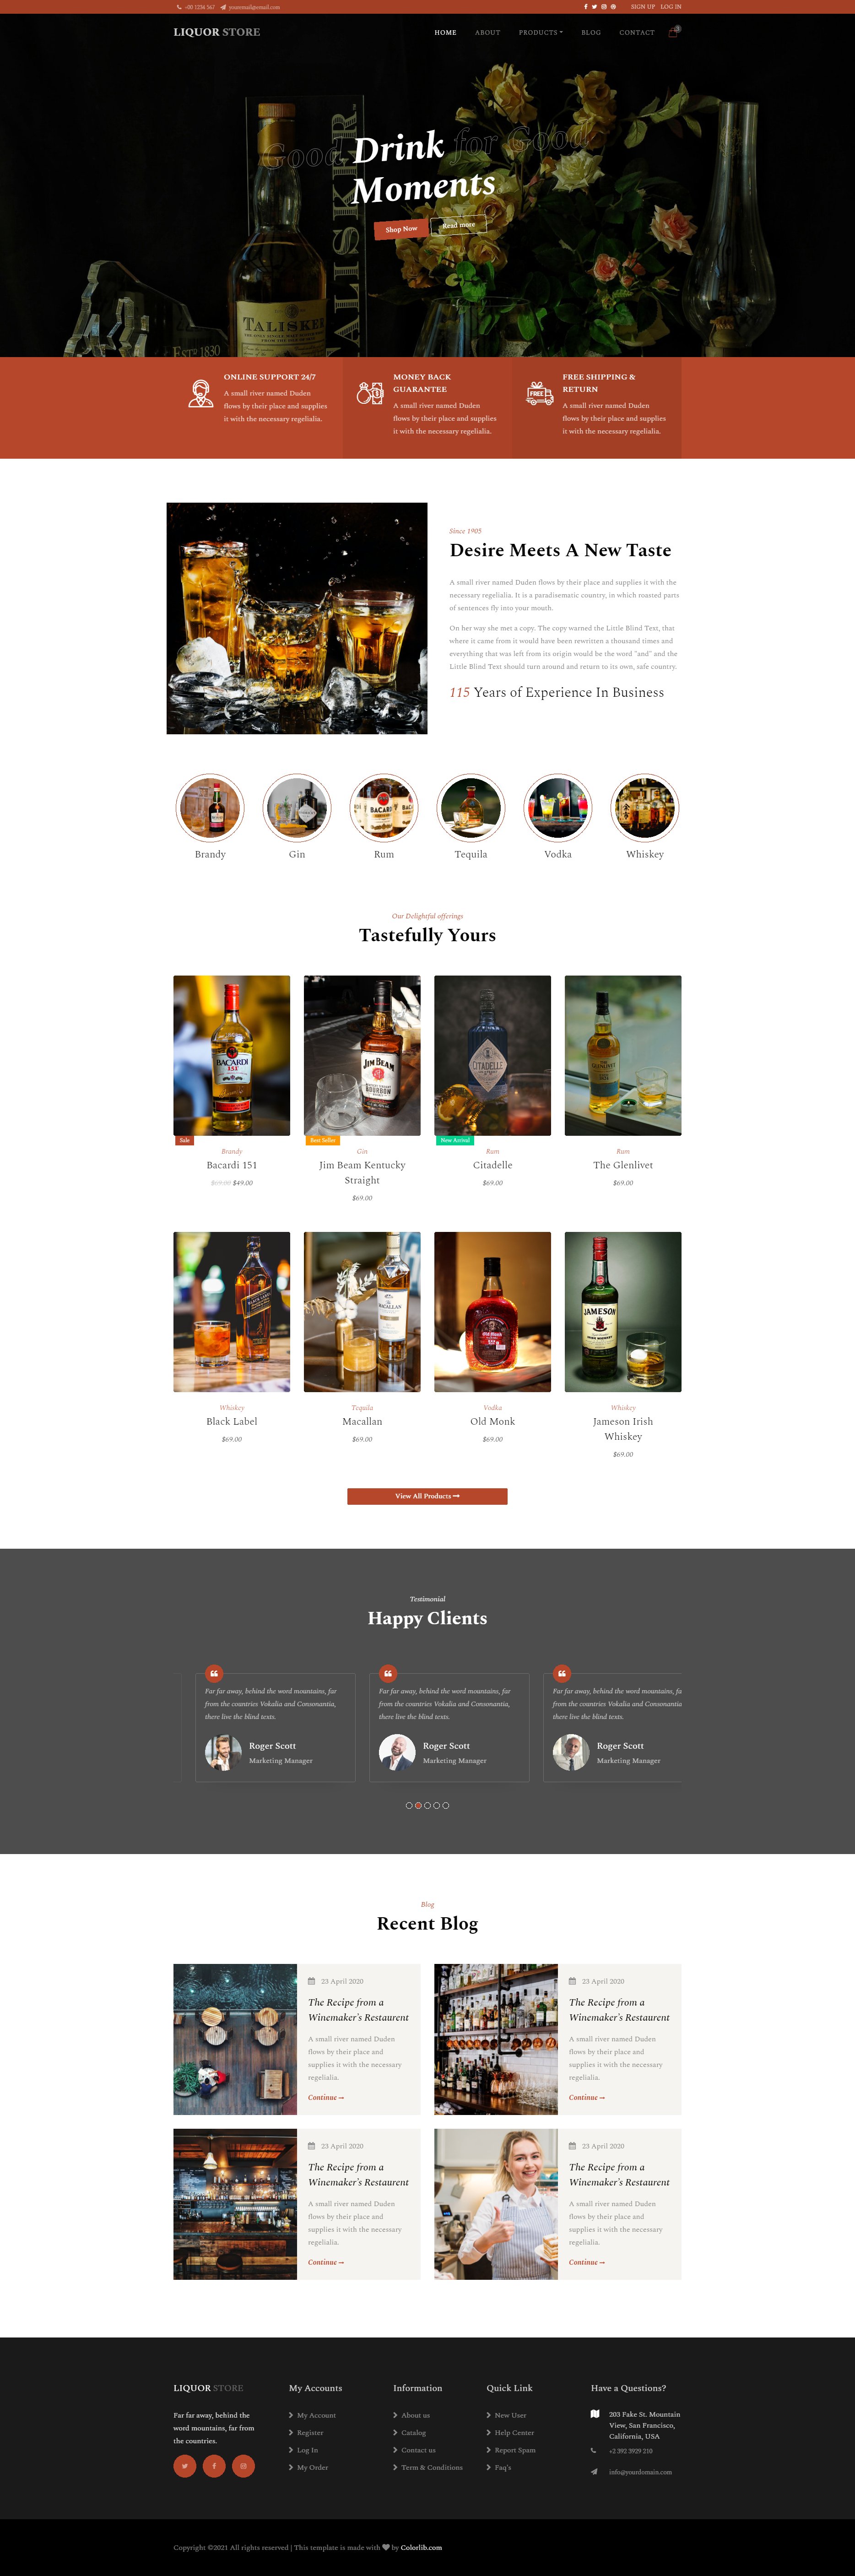 +00 1234 567 youremail@email.com SIGN UP LOG IN
LIQUOR STORE HOME ABOUT PRODUCTS BLOG CONTACT 3
Good Drink for Good
Moments
Shop Now Read more
TALISKER
EST 1830
ONLINE SUPPORT 24/7
A small river named Duden
flows by their place and supplies
it with the necessary regelialia.
MONEY BACK
GUARANTEE
A small river named Duden
flows by their place and supplies
it with the necessary regelialia.
FREE
FREE SHIPPING &
RETURN
A small river named Duden
flows by their place and supplies
it with the necessary regelialia.
Since 1905
Desire Meets A New Taste
A small river named Duden flows by their place and supplies it with the
necessary regelialia. It is a paradisematic country, in which roasted parts
of sentences fly into your mouth.
On her way she met a copy. The copy warned the Little Blind Text, that
where it came from it would have been rewritten a thousand times and
everything that was left from its origin would be the word "and" and the
Little Blind Text should turn around and return to its own, safe country.
115 Years of Experience In Business
BACARDI
Brandy Gin Rum Tequila Vodka Whiskey
Our Delightful offerings
Tastefully Yours
BACARDI
151
JIM BEAM
BOURBON
CITADELLE
GLENLIVET
Sale
Brandy
Bacardi 151
$69.00 $49.00
Best Seller
Gin
Jim Beam Kentucky
Straight
$69.00
New Arrival
Rum
Citadelle
$69.00
Rum
The Glenlivet
$69.00
BLACK LABEL
MACALLAN
Old Monk
JAMESON
Whiskey
Black Label
$69.00
Tequila
Macallan
$69.00
Vodka
Old Monk
$69.00
Whiskey
Jameson Irish
Whiskey
$69.00
View All Products
Testimonial
Happy Clients
Far far away, behind the word mountains, far
from the countries Vokalia and Consonantia,
there live the blind texts.
Roger Scott
Marketing Manager
Far far away, behind the word mountains, far
from the countries Vokalia and Consonantia,
there live the blind texts.
Roger Scott
Marketing Manager
Far far away, behind the word mountains, fa
from the countries Vokalia and Consonantia
there live the blind texts.
Roger Scott
Marketing Manager
Blog
Recent Blog
23 April 2020
The Recipe from a
Winemaker's Restaurent
A small river named Duden
flows by their place and
supplies it with the necessary
regelialia.
Continue
23 April 2020
The Recipe from a
Winemaker's Restaurent
A small river named Duden
flows by their place and
supplies it with the necessary
regelialia.
Continue
23 April 2020
The Recipe from a
Winemaker's Restaurent
A small river named Duden
flows by their place and
supplies it with the necessary
regelialia.
Continue
23 April 2020
The Recipe from a
Winemaker's Restaurent
A small river named Duden
flows by their place and
supplies it with the necessary
regelialia.
Continue
LIQUOR STORE
Far far away, behind the
word mountains, far from
the countries.
My Accounts
My Account
Register
Log In
My Order
Information
About us
Catalog
Contact us
Term & Conditions
Quick Link
New User
Help Center
Report Spam
Faq's
Have a Questions?
203 Fake St. Mountain
View, San Francisco,
California, USA
+2 392 3929 210
info@yourdomain.com
Copyright ©2021 All rights reserved | This template is made with by Colorlib.com